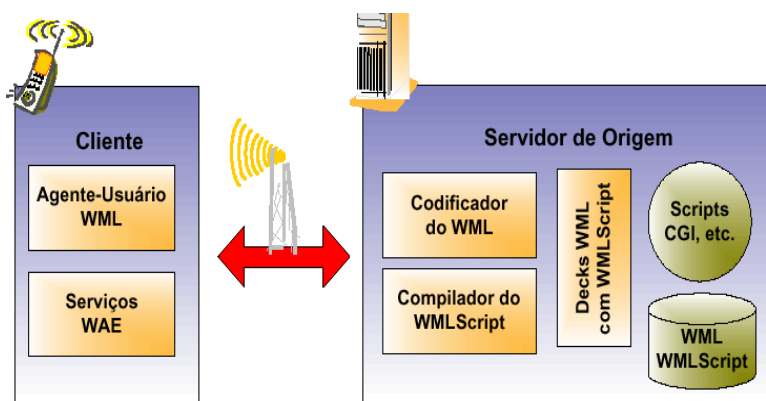 Cliente
Agente-Usuário
WML
Serviços
WAE
Servidor de Origem
Codificador
do WML
Compilador do
WMLScript
Decks WML
com WMLScript
Scripts
CGI, etc.
WML
WMLScript